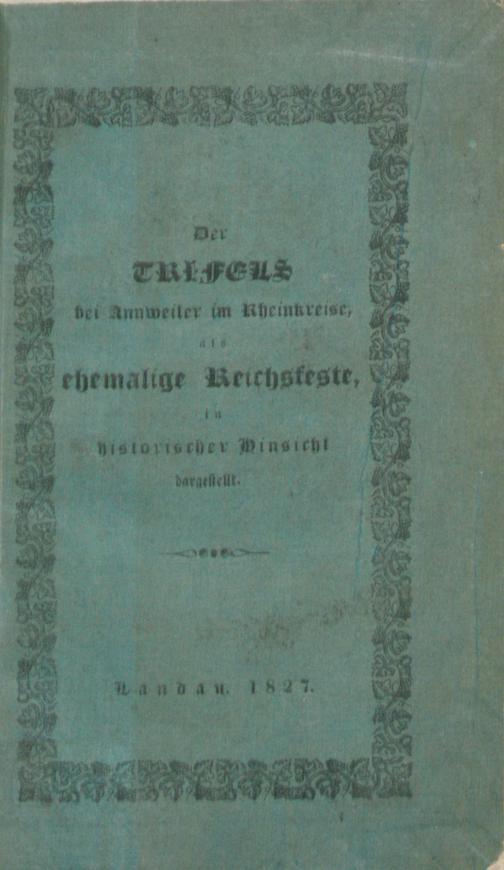 Der
TRIFELS
bei Annweiler im Rheinkreise,
als
ehemalige Reichsfeste,
in
historischer Hinsicht
dargestellt.
Landau. 1827.